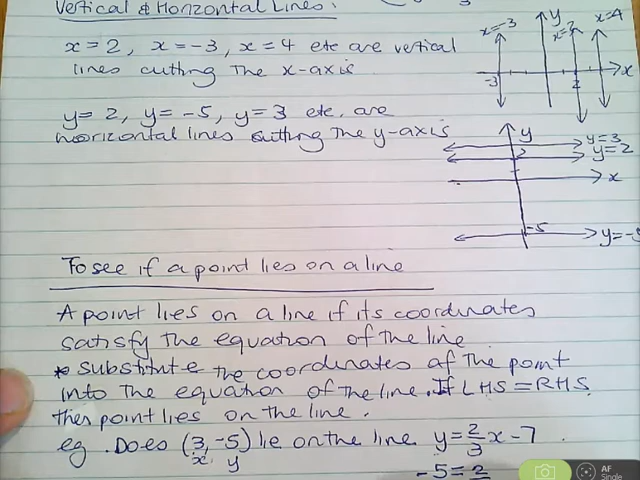 Vertical & Horizontal Lines.
x = 2, x = -3, x = 4 etc are vertical
lines cutting the x-axis
x=-3
y
x=2
x=4
x
-3
2
y = 2, y = -5, y = 3 etc. are
horizontal lines cutting the y-axis
y
y=3
y=2
2
x
-5
y=-5
To see if a point lies on a line
A point lies on a line if its coordinates
satisfy the equation of the line
* substitute the coordinates of the point
into the equation of the line. If LHS = RHS
then point lies on the line.
eg. Does (3, -5) lie on the line y = 2/3 x - 7
x y
-5 = 2
AF
Single